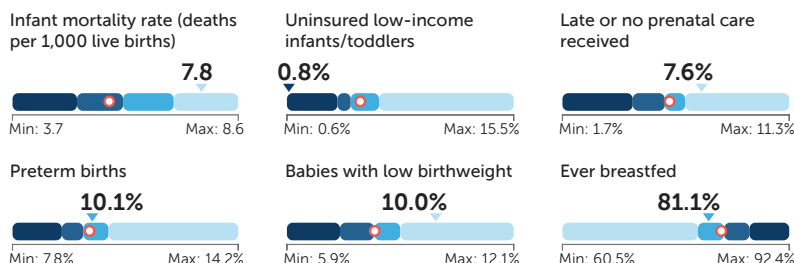 Infant mortality rate (deaths per 1,000 live births)
7.8
Min: 3.7 Max: 8.6
Uninsured low-income infants/toddlers
0.8%
Min: 0.6% Max: 15.5%
Late or no prenatal care received
7.6%
Min: 1.7% Max: 11.3%
Preterm births
10.1%
Min: 7.8% Max: 14.2%
Babies with low birthweight
10.0%
Min: 5.9% Max: 12.1%
Ever breastfed
81.1%
Min: 60.5% Max: 92.4%